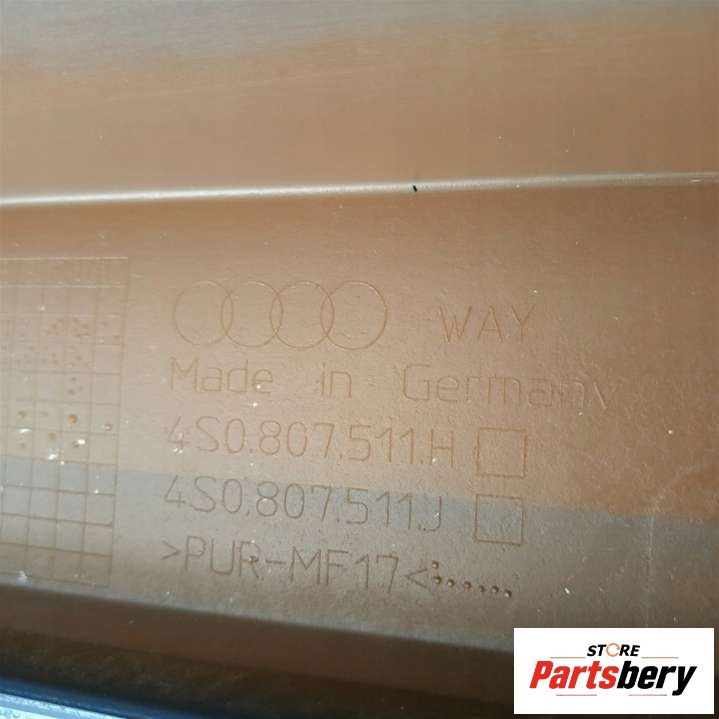 WAY
Made in Germany
4S0.807.511.H
4S0.807.511.J
>PUR-MF17<
STORE
Partsbery